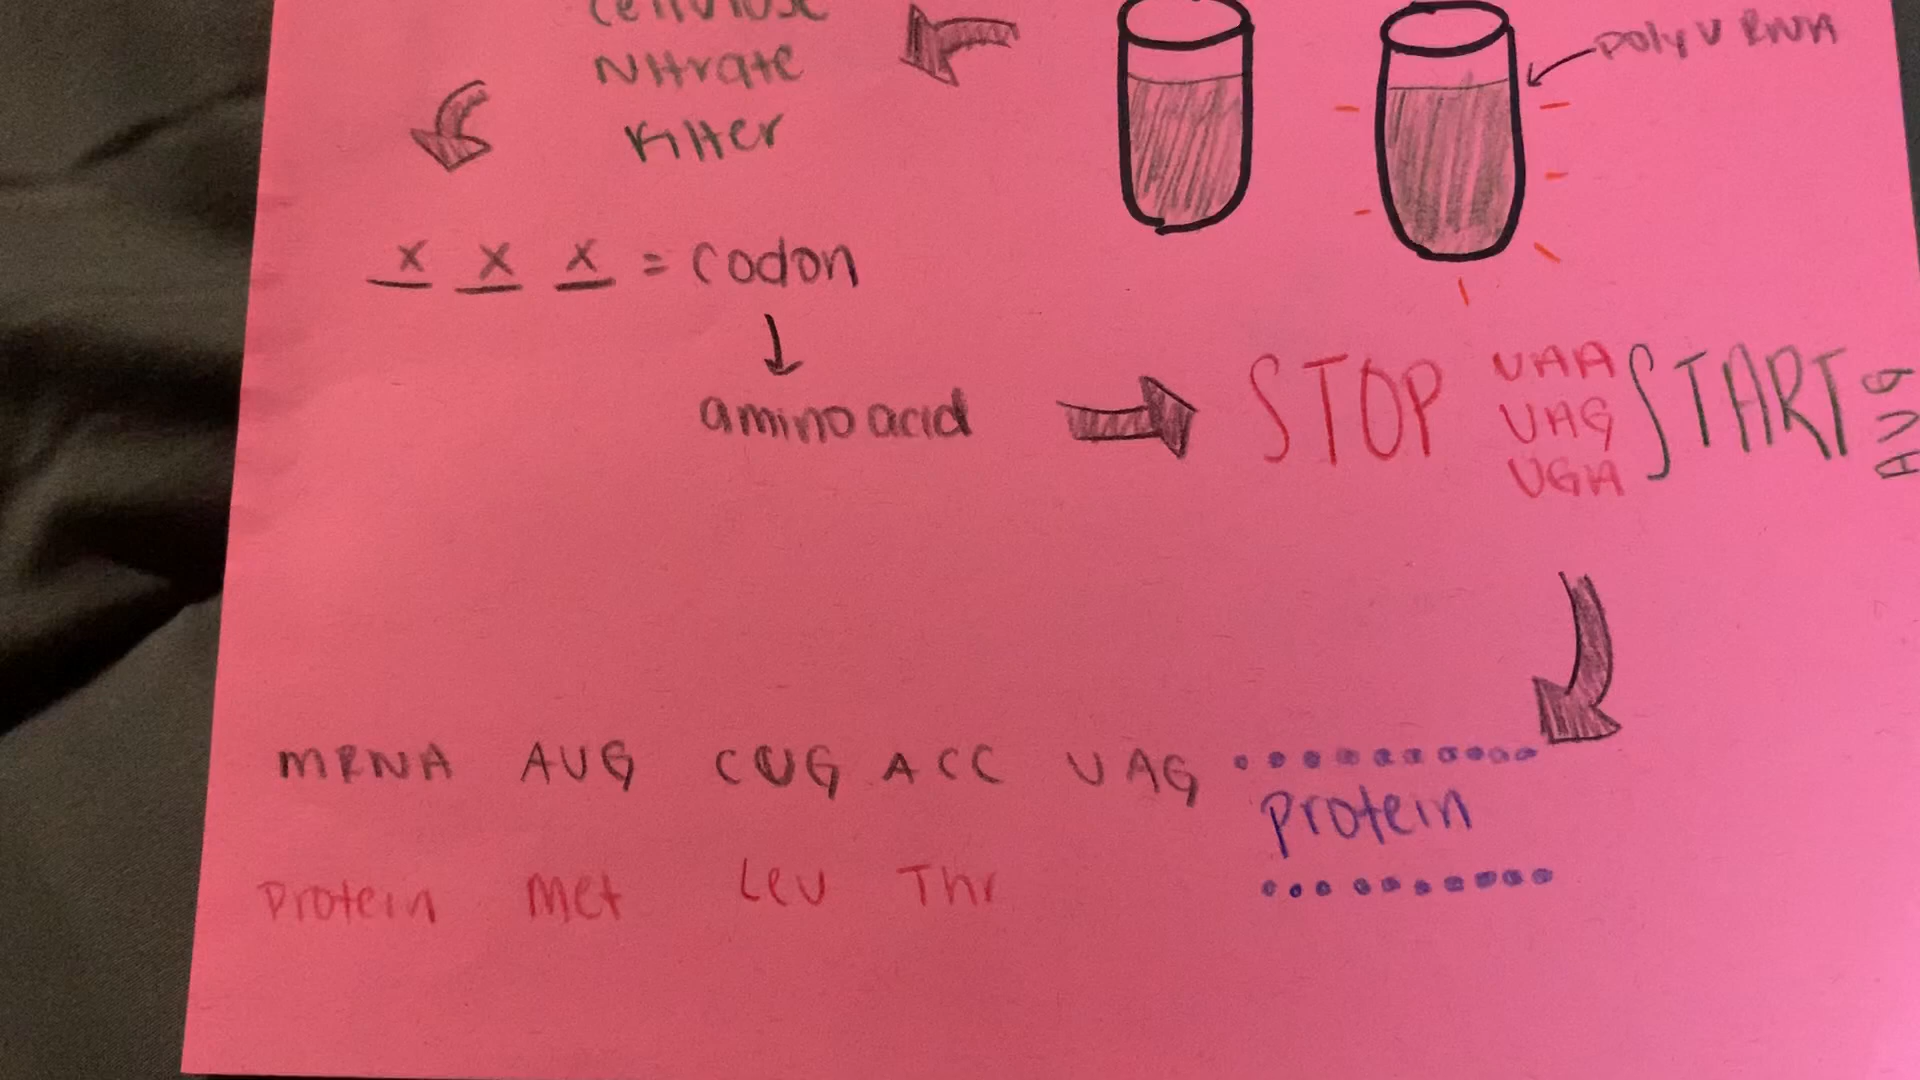 cellulose
Nitrate
Filter
poly U RNA
x x x = codon
amino acid
STOP
UAA
UAG
UGA
START
AUG
mRNA AUG CUG ACC UAG
protein
Protein Met Leu Thr